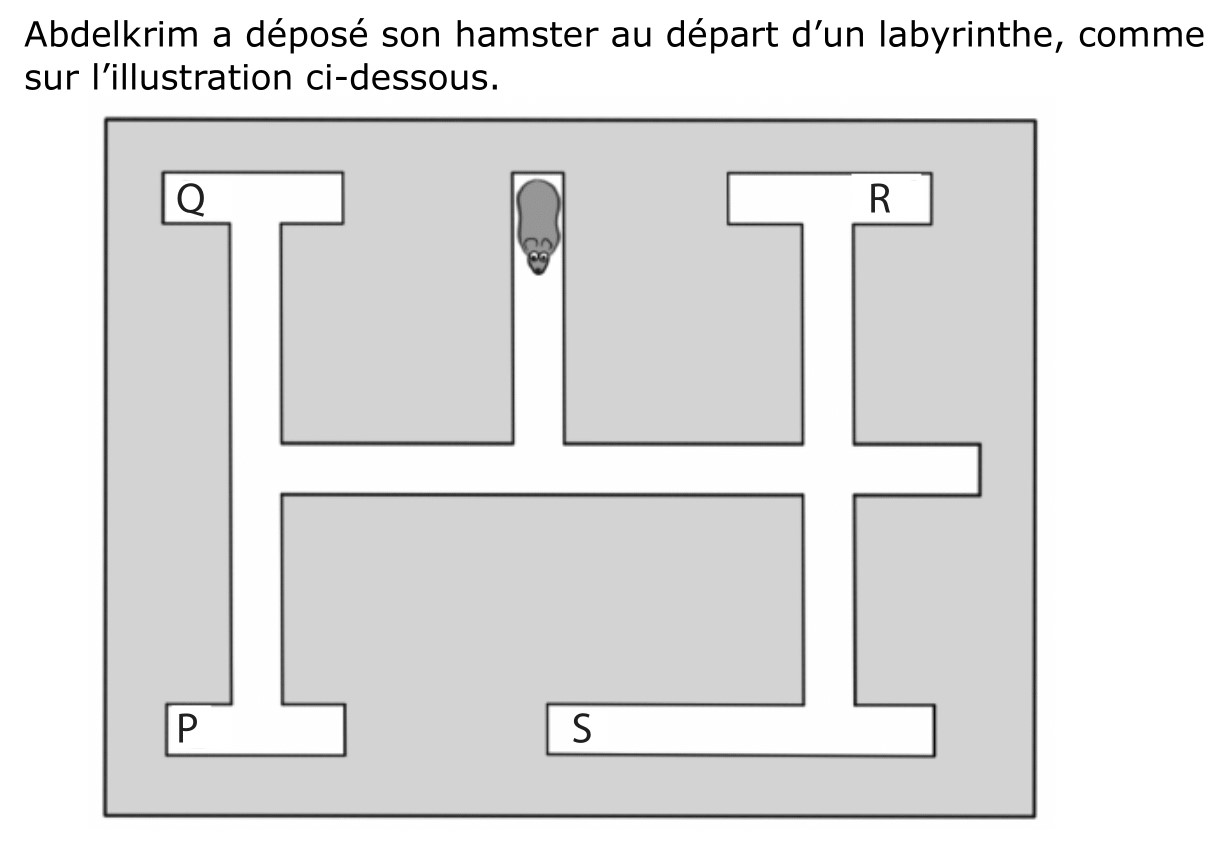 Abdelkrim a déposé son hamster au départ d’un labyrinthe, comme
sur l’illustration ci-dessous.
Q
R
P
S